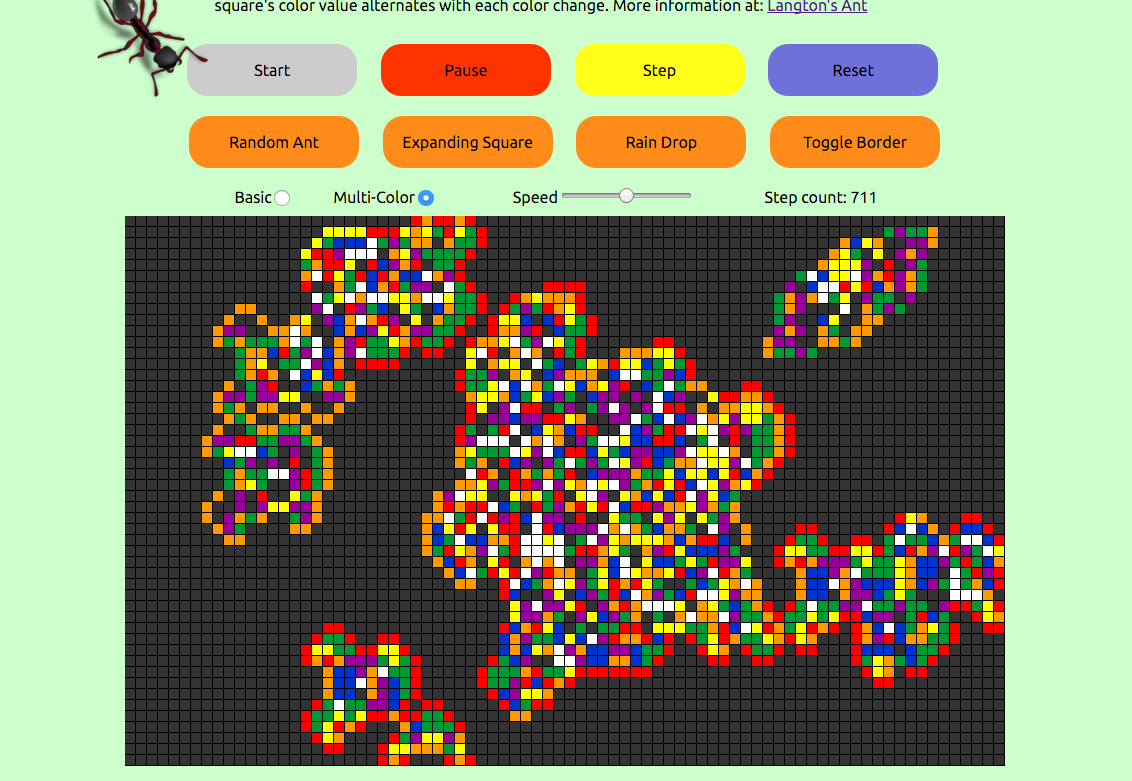 square's color value alternates with each color change. More information at: Langton's Ant
Start Pause Step Reset
Random Ant Expanding Square Rain Drop Toggle Border
Basic Multi-Color Speed Step count: 711